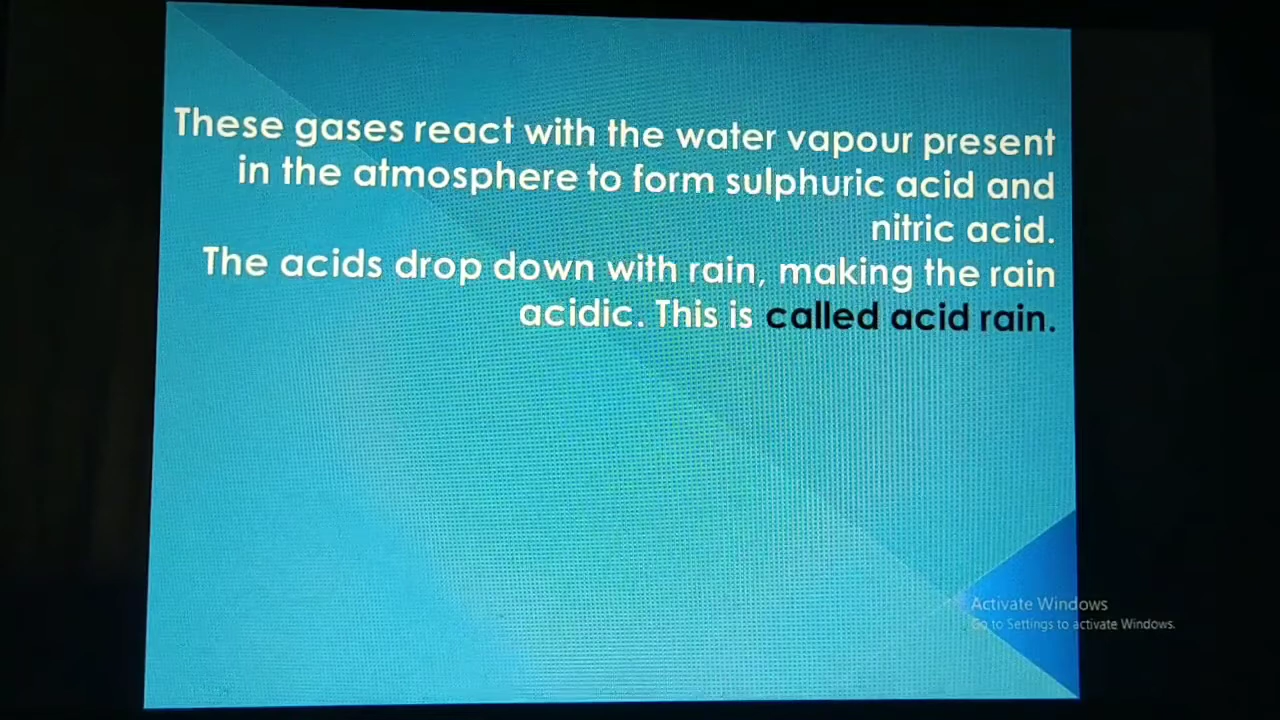 These gases react with the water vapour present
in the atmosphere to form sulphuric acid and
nitric acid.
The acids drop down with rain, making the rain
acidic. This is called acid rain.
Activate Windows
Go to Settings to activate Windows.